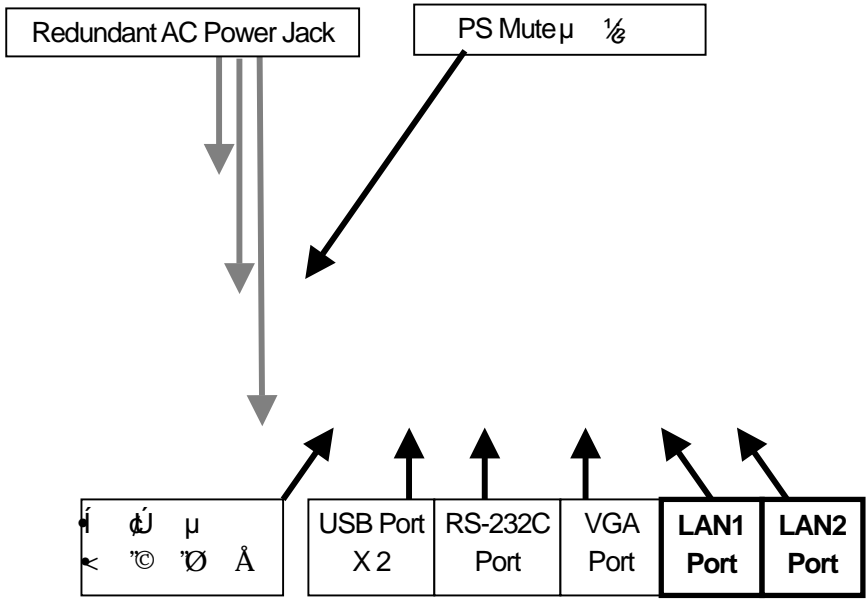 Redundant AC Power Jack
PS Mute
USB Port
X 2
RS-232C
Port
VGA
Port
LAN1
Port
LAN2
Port